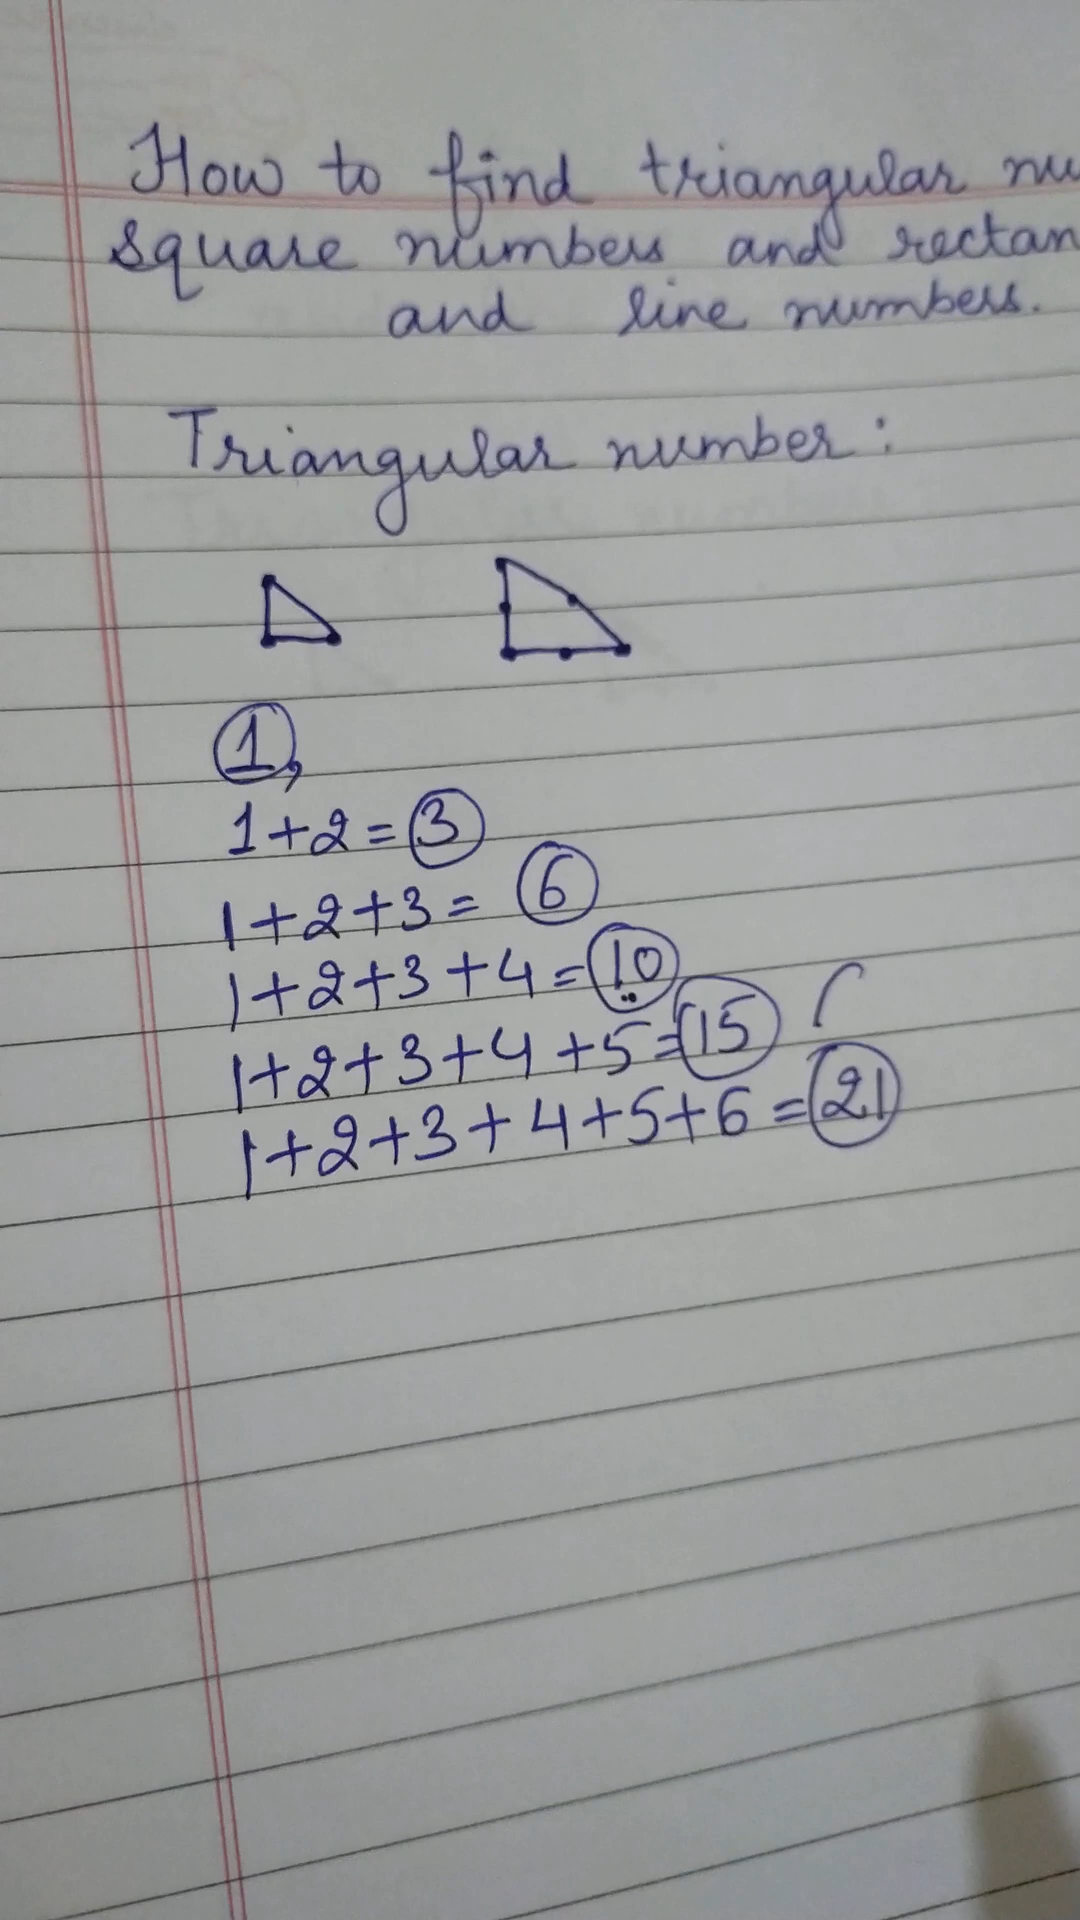 How to find triangular nu
square numbers and rectan
and line numbers.
Triangular number :
1,
1+2=3
1+2+3= 6
1+2+3+4=10
1+2+3+4+5=15
1+2+3+4+5+6=21